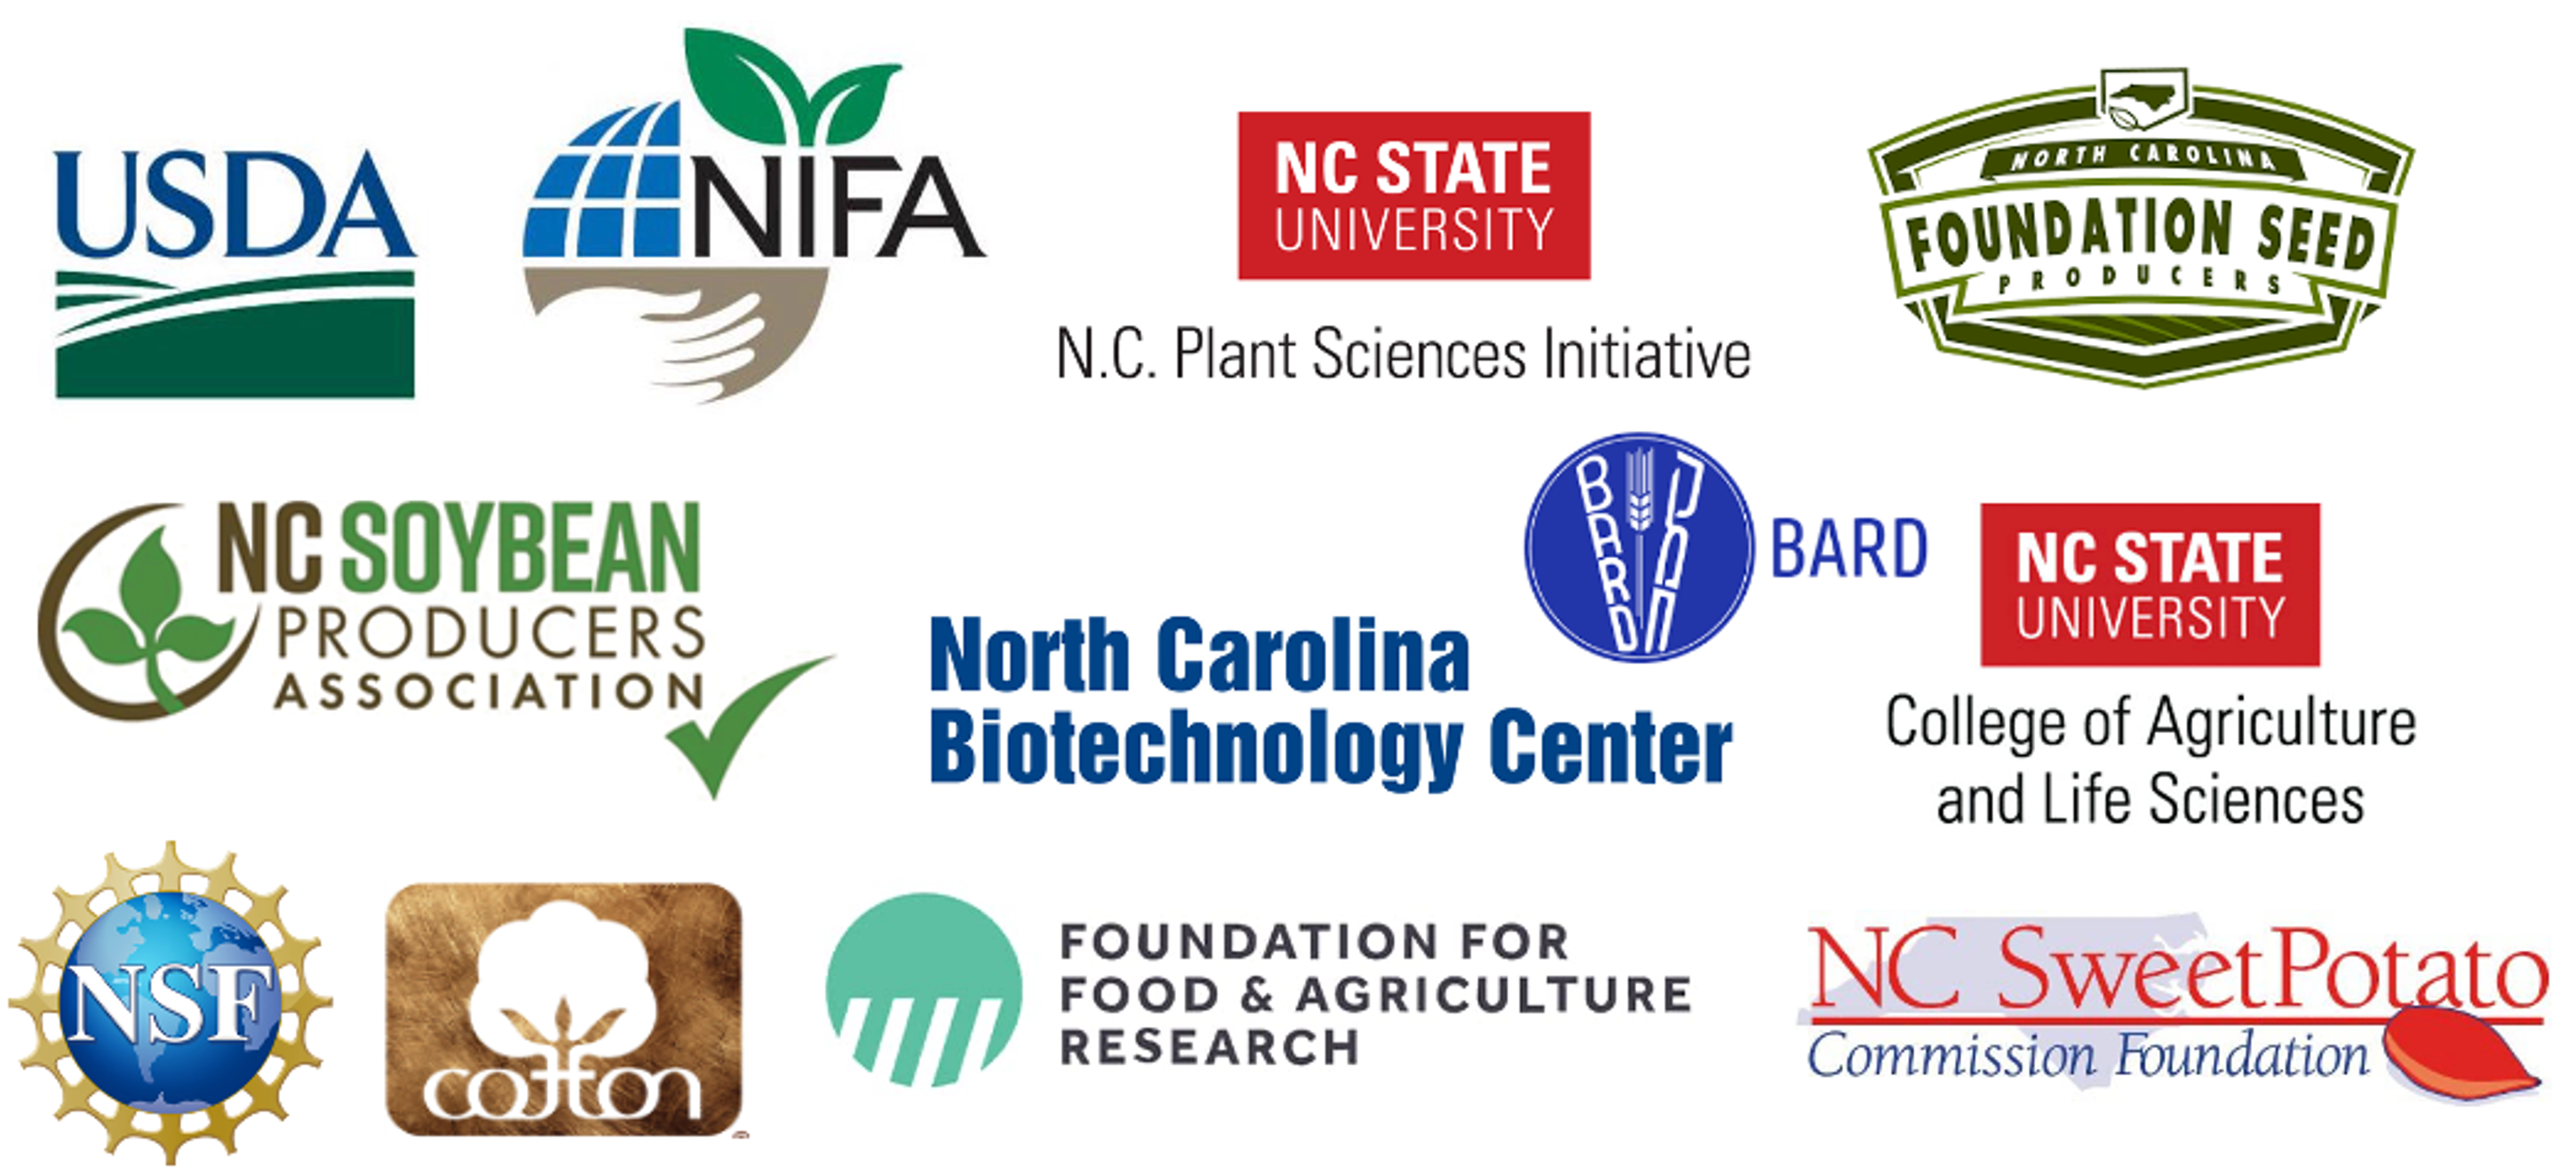 USDA
NIFA
NC STATE
UNIVERSITY
N.C. Plant Sciences Initiative
NORTH CAROLINA
FOUNDATION SEED
PRODUCERS
NC SOYBEAN
PRODUCERS
ASSOCIATION
North Carolina
Biotechnology Center
BARD
BARD
NC STATE
UNIVERSITY
College of Agriculture
and Life Sciences
NSF
cotton
FOUNDATION FOR
FOOD & AGRICULTURE
RESEARCH
NC SweetPotato
Commission Foundation